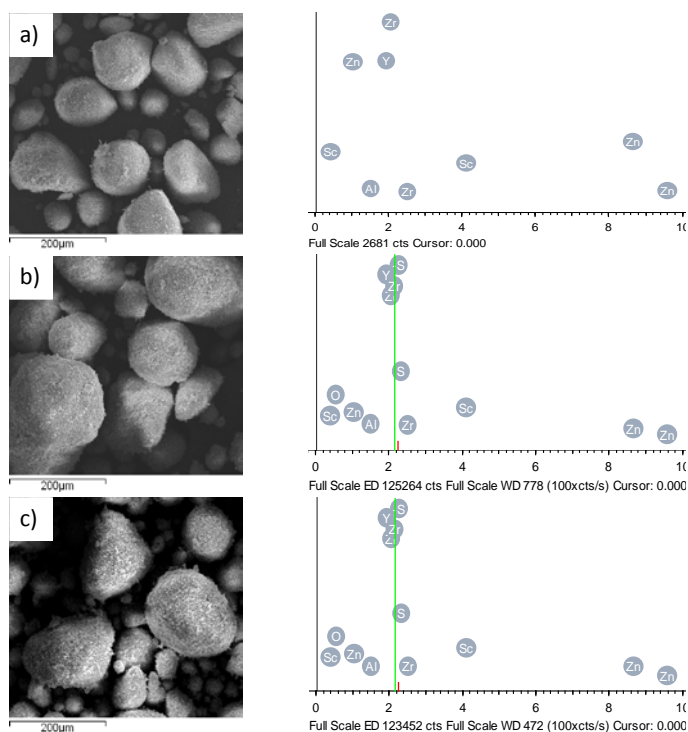 a)
200µm
Zr
Zn Y
Zn
Sc
Sc
Al Zr Zn
0 2 4 6 8 10
Full Scale 2681 cts Cursor: 0.000
b)
200µm
S
Y
Zr
Zr
S
O
Sc Zn Sc
Al Zr
Zn Zn
0 2 4 6 8 10
Full Scale ED 125264 cts Full Scale WD 778 (100xcts/s) Cursor: 0.000
c)
200µm
S
Y
Zr
Zr
S
O
Sc Zn Sc
Al Zr
Zn Zn
0 2 4 6 8 10
Full Scale ED 123452 cts Full Scale WD 472 (100xcts/s) Cursor: 0.000